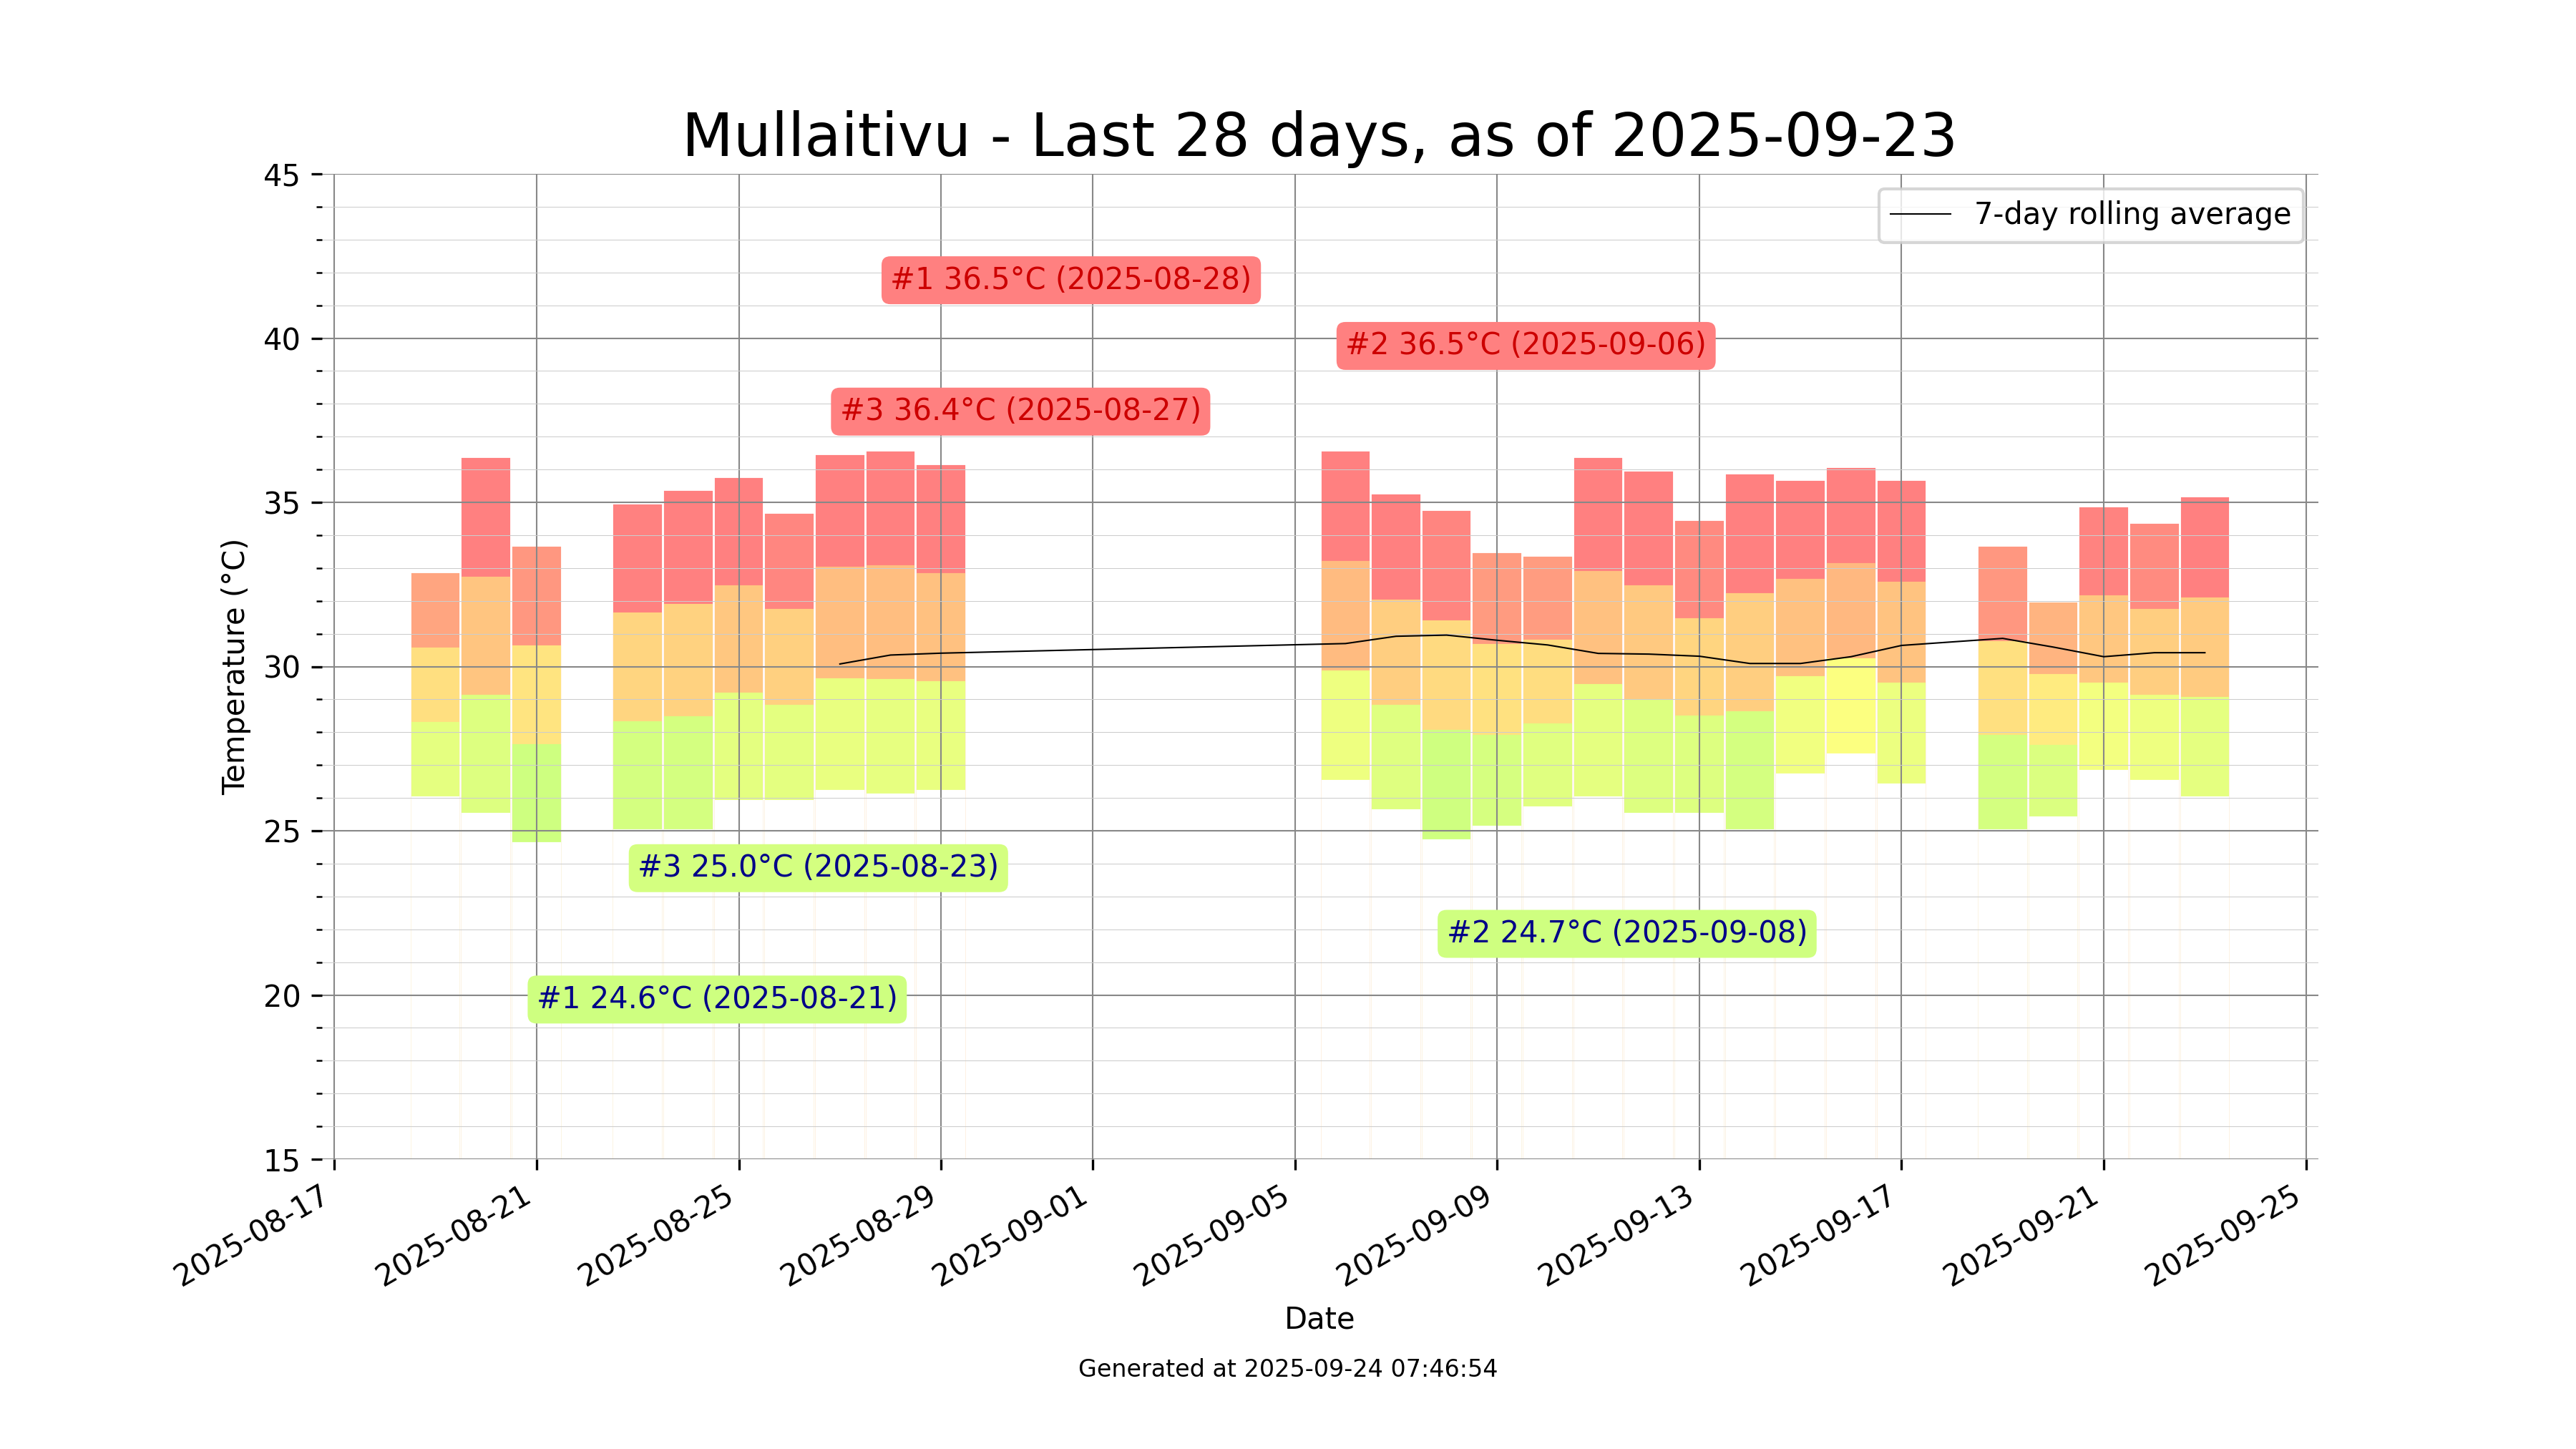 Mullaitivu - Last 28 days, as of 2025-09-23
45
7-day rolling average
#1 36.5°C (2025-08-28)
40
#2 36.5°C (2025-09-06)
#3 36.4°C (2025-08-27)
35
Temperature (°C)
30
25
#3 25.0°C (2025-08-23)
#2 24.7°C (2025-09-08)
20
#1 24.6°C (2025-08-21)
15
2025-08-17
2025-08-21
2025-08-25
2025-08-29
2025-09-01
2025-09-05
2025-09-09
2025-09-13
2025-09-17
2025-09-21
2025-09-25
Date
Generated at 2025-09-24 07:46:54